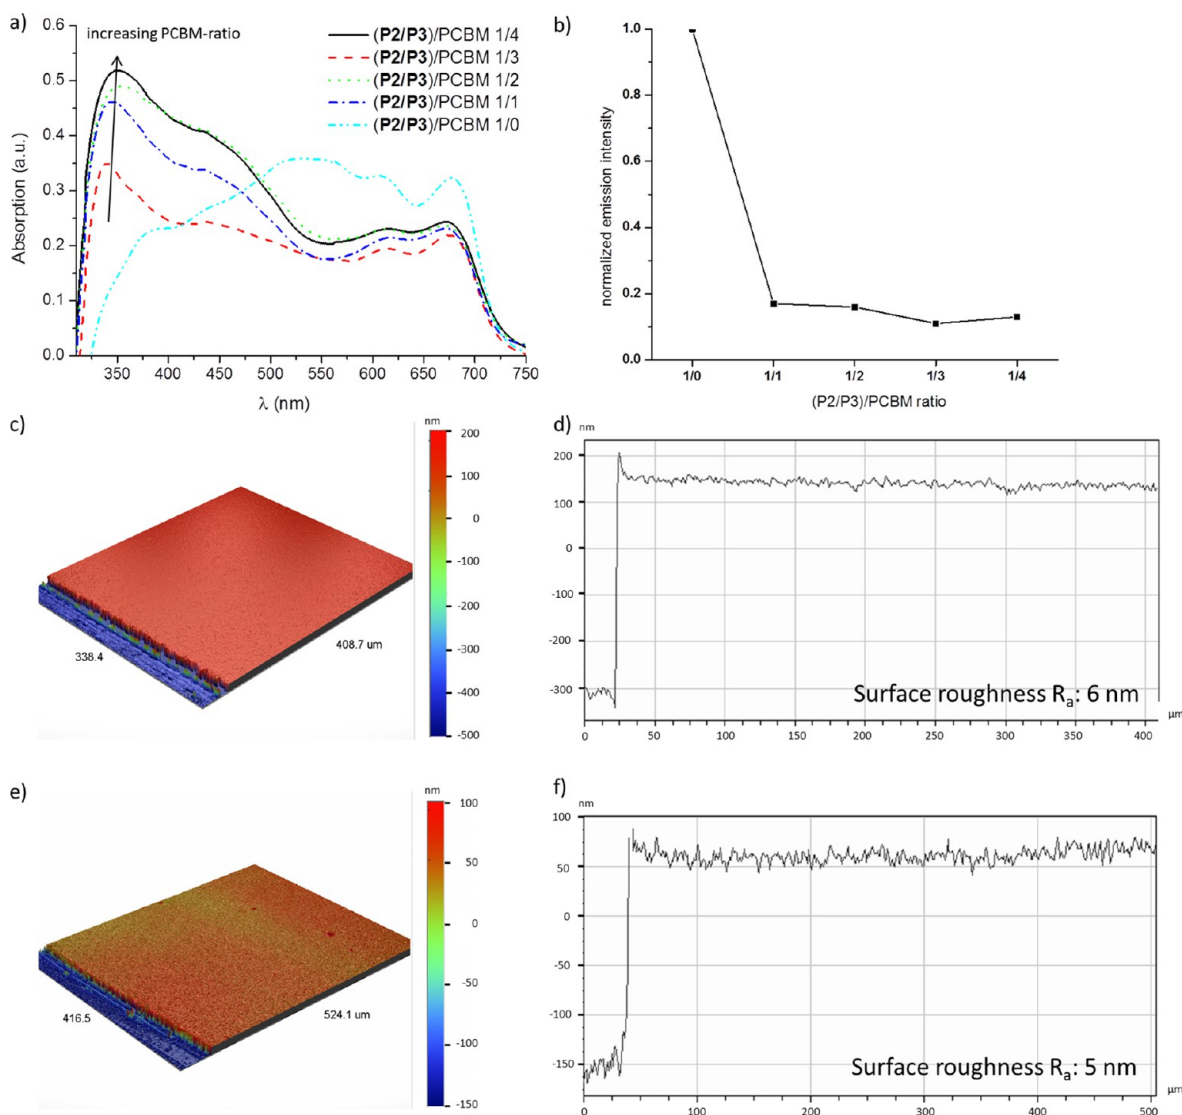 a)
0.6
0.5
0.4
0.3
0.2
0.1
0.0
Absorption (a.u.)
increasing PCBM-ratio
(P2/P3)/PCBM 1/4
(P2/P3)/PCBM 1/3
(P2/P3)/PCBM 1/2
(P2/P3)/PCBM 1/1
(P2/P3)/PCBM 1/0
350 400 450 500 550 600 650 700 750
λ (nm)
b)
1.0
0.8
0.6
0.4
0.2
0.0
normalized emission intensity
1/0 1/1 1/2 1/3 1/4
(P2/P3)/PCBM ratio
c)
nm
200
100
0
-100
-200
-300
-400
-500
338.4
408.7 um
d)
nm
200
100
0
-100
-200
-300
Surface roughness Ra: 6 nm
µm
0 50 100 150 200 250 300 350 400
e)
nm
100
50
0
-50
-100
-150
416.5
524.1 um
f)
nm
100
50
0
-50
-100
-150
Surface roughness Ra: 5 nm
µm
0 100 200 300 400 500